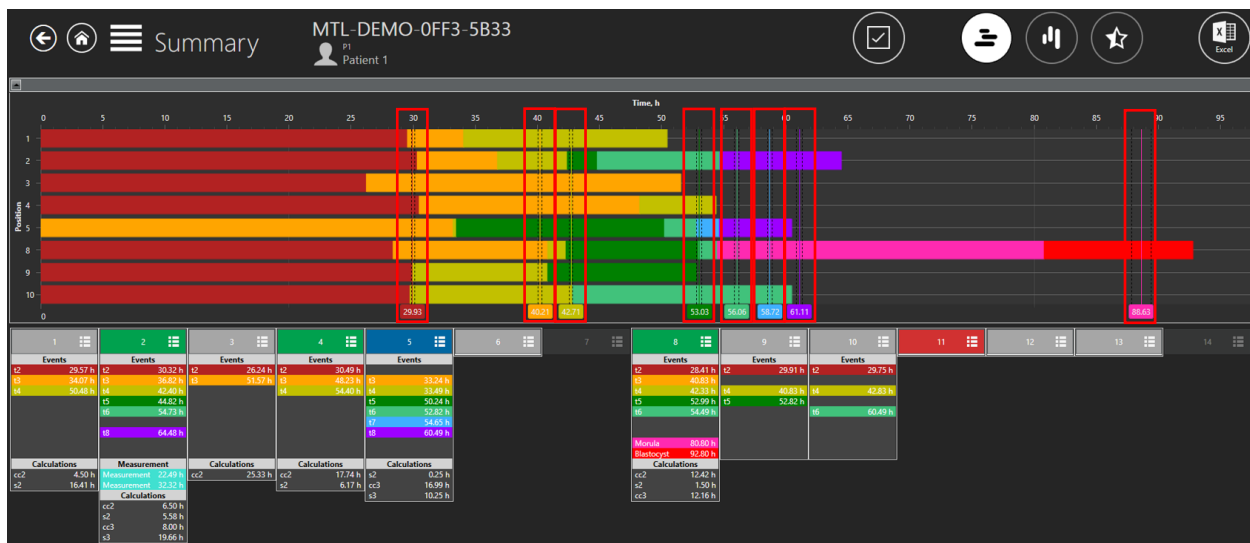 Summary
MTL-DEMO-0FF3-5B33
P1
Patient 1
Excel
Time, h
0 5 10 15 20 25 30 35 40 45 50 55 60 65 70 75 80 85 90 95
Position
1
2
3
4
5
8
9
10
0
29.93 40.21 42.71 53.03 56.06 58.72 61.11 88.63
1 2 3 4 5 6 7 8 9 10 11 12 13 14
Events Events Events Events Events Events Events Events
t2 29.57 h t2 30.32 h t2 26.24 h t2 30.49 h t2 28.41 h t2 29.91 h t2 29.75 h
t3 34.07 h t3 36.82 h t3 51.57 h t3 48.23 h t3 33.24 h t3 40.83 h
t4 50.48 h t4 42.40 h t4 54.40 h t4 33.49 h t4 42.33 h t4 40.83 h t4 42.83 h
t5 44.82 h t5 50.24 h t5 52.99 h t5 52.82 h
t6 54.73 h t6 52.82 h t6 54.49 h t6 60.49 h
t7 54.65 h
t8 64.48 h t8 60.49 h
Morula 80.80 h
Blastocyst 92.80 h
Calculations Measurement Calculations Calculations Calculations Calculations
cc2 4.50 h Measurement 22.49 h cc2 25.33 h cc2 17.74 h s2 0.25 h cc2 12.42 h
s2 16.41 h Measurement 32.32 h s2 6.17 h cc3 16.99 h s2 1.50 h
Calculations s3 10.25 h cc3 12.16 h
cc2 6.50 h
s2 5.58 h
cc3 8.00 h
s3 19.66 h